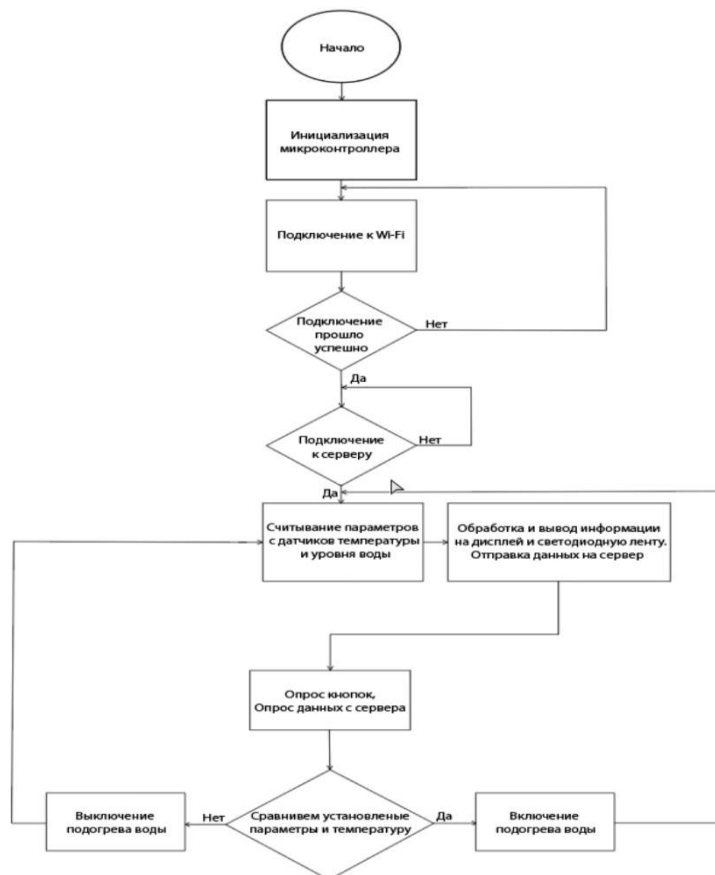 Начало
Инициализация
микроконтроллера
Подключение к Wi-Fi
Подключение
прошло
успешно
Нет
Да
Подключение
к серверу
Нет
Да
Считывание параметров
с датчиков температуры
и уровня воды
Обработка и вывод информации
на дисплей и светодиодную ленту.
Отправка данных на сервер
Опрос кнопок,
Опрос данных с сервера
Выключение
подогрева воды
Нет
Сравнивем установленые
параметры и температуру
Да
Включение
подогрева воды